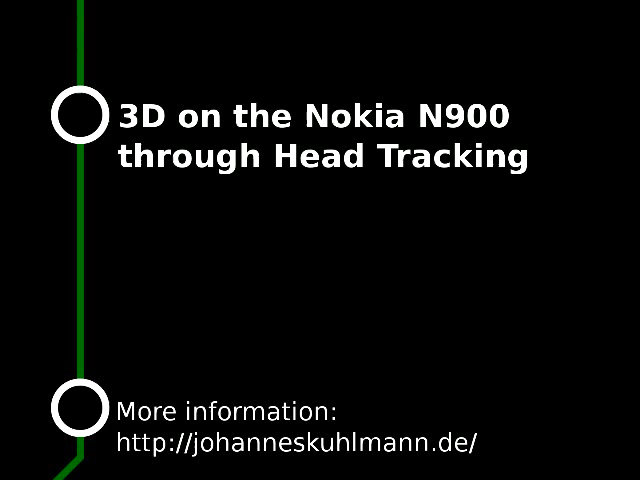 3D on the Nokia N900
through Head Tracking
More information:
http://johanneskuhlmann.de/